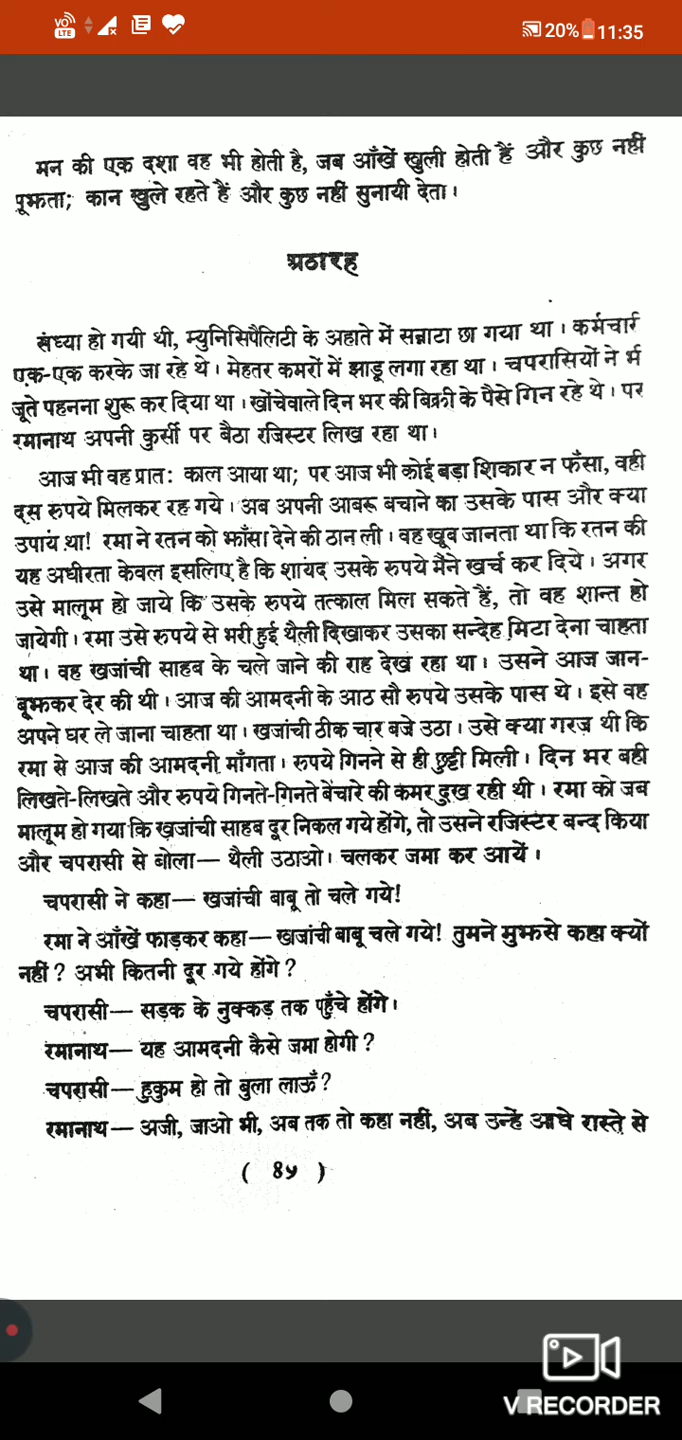 VO LTE 20% 11:35
मन की एक दशा वह भी होती है, जब आँखें खुली होती हैं और कुछ नहीं
पूझता; कान खुले रहते हैं और कुछ नहीं सुनायी देता।
अठारह
संध्या हो गयी थी, म्युनिसिपैलिटी के अहाते में सन्नाटा छा गया था। कर्मचार्र
एक-एक करके जा रहे थे। मेहतर कमरों में झाडू लगा रहा था। चपरासियों ने
जूते पहनना शुरू कर दिया था। खोंचेवाले दिन भर की बिक्री के पैसे गिन रहे थे। पर
रमानाथ अपनी कुर्सी पर बैठा रजिस्टर लिख रहा था।
आज भी वह प्रात: काल आया था; पर आज भी कोई बडा शिकार न फँसा, वही
दस रुपये मिलकर रह गये। अब अपनी आबरू बचाने का उसके पास और क्या
उपाय था! रमा ने रतन को झाँसा देने की ठान ली। वह खूब जानता था कि रतन की
यह अधीरता केवल इसलिए है कि शायद उसके रुपये मैंने खर्च कर दिये। अगर
उसे मालूम हो जाये कि उसके रुपये तत्काल मिल सकते हैं, तो वह शान्त हो
जायेगी। रमा उसे रुपये से भरी हुई थैली दिखाकर उसका सन्देह मिटा देना चाहता
था। वह खजांची साहब के चले जाने की राह देख रहा था। उसने आज जान-
बूझकर देर की थी। आज की आमदनी के आठ सौ रुपये उसके पास थे। इसे वह
अपने घर ले जाना चाहता था। खजांची ठीक चार बजे उठा। उसे क्या गरज़ थी कि
रमा से आज की आमदनी माँगता। रुपये गिनने से ही छुट्टी मिली। दिन भर बही
लिखते-लिखते और रुपये गिनते-गिनते बेचारे की कमर दुख रही थी। रमा को जब
मालूम हो गया कि खजांची साहब दूर निकल गये होंगे, तो उसने रजिस्टर बन्द किया
और चपरासी से बोला— थैली उठाओ। चलकर जमा कर आयें।
चपरासी ने कहा— खजांची बाबू तो चले गये!
रमा ने आँखें फाड़कर कहा— खजांची बाबू चले गये! तुमने मुझसे कहा क्यों
नहीं? अभी कितनी दूर गये होंगे?
चपरासी— सड़क के नुक्कड़ तक पहुँचे होंगे।
रमानाथ— यह आमदनी कैसे जमा होगी?
चपरासी— हुकुम हो तो बुला लाऊँ?
रमानाथ— अजी, जाओ भी, अब तक तो कहा नहीं, अब उन्हें आधे रास्ते से
( 84 )
V RECORDER